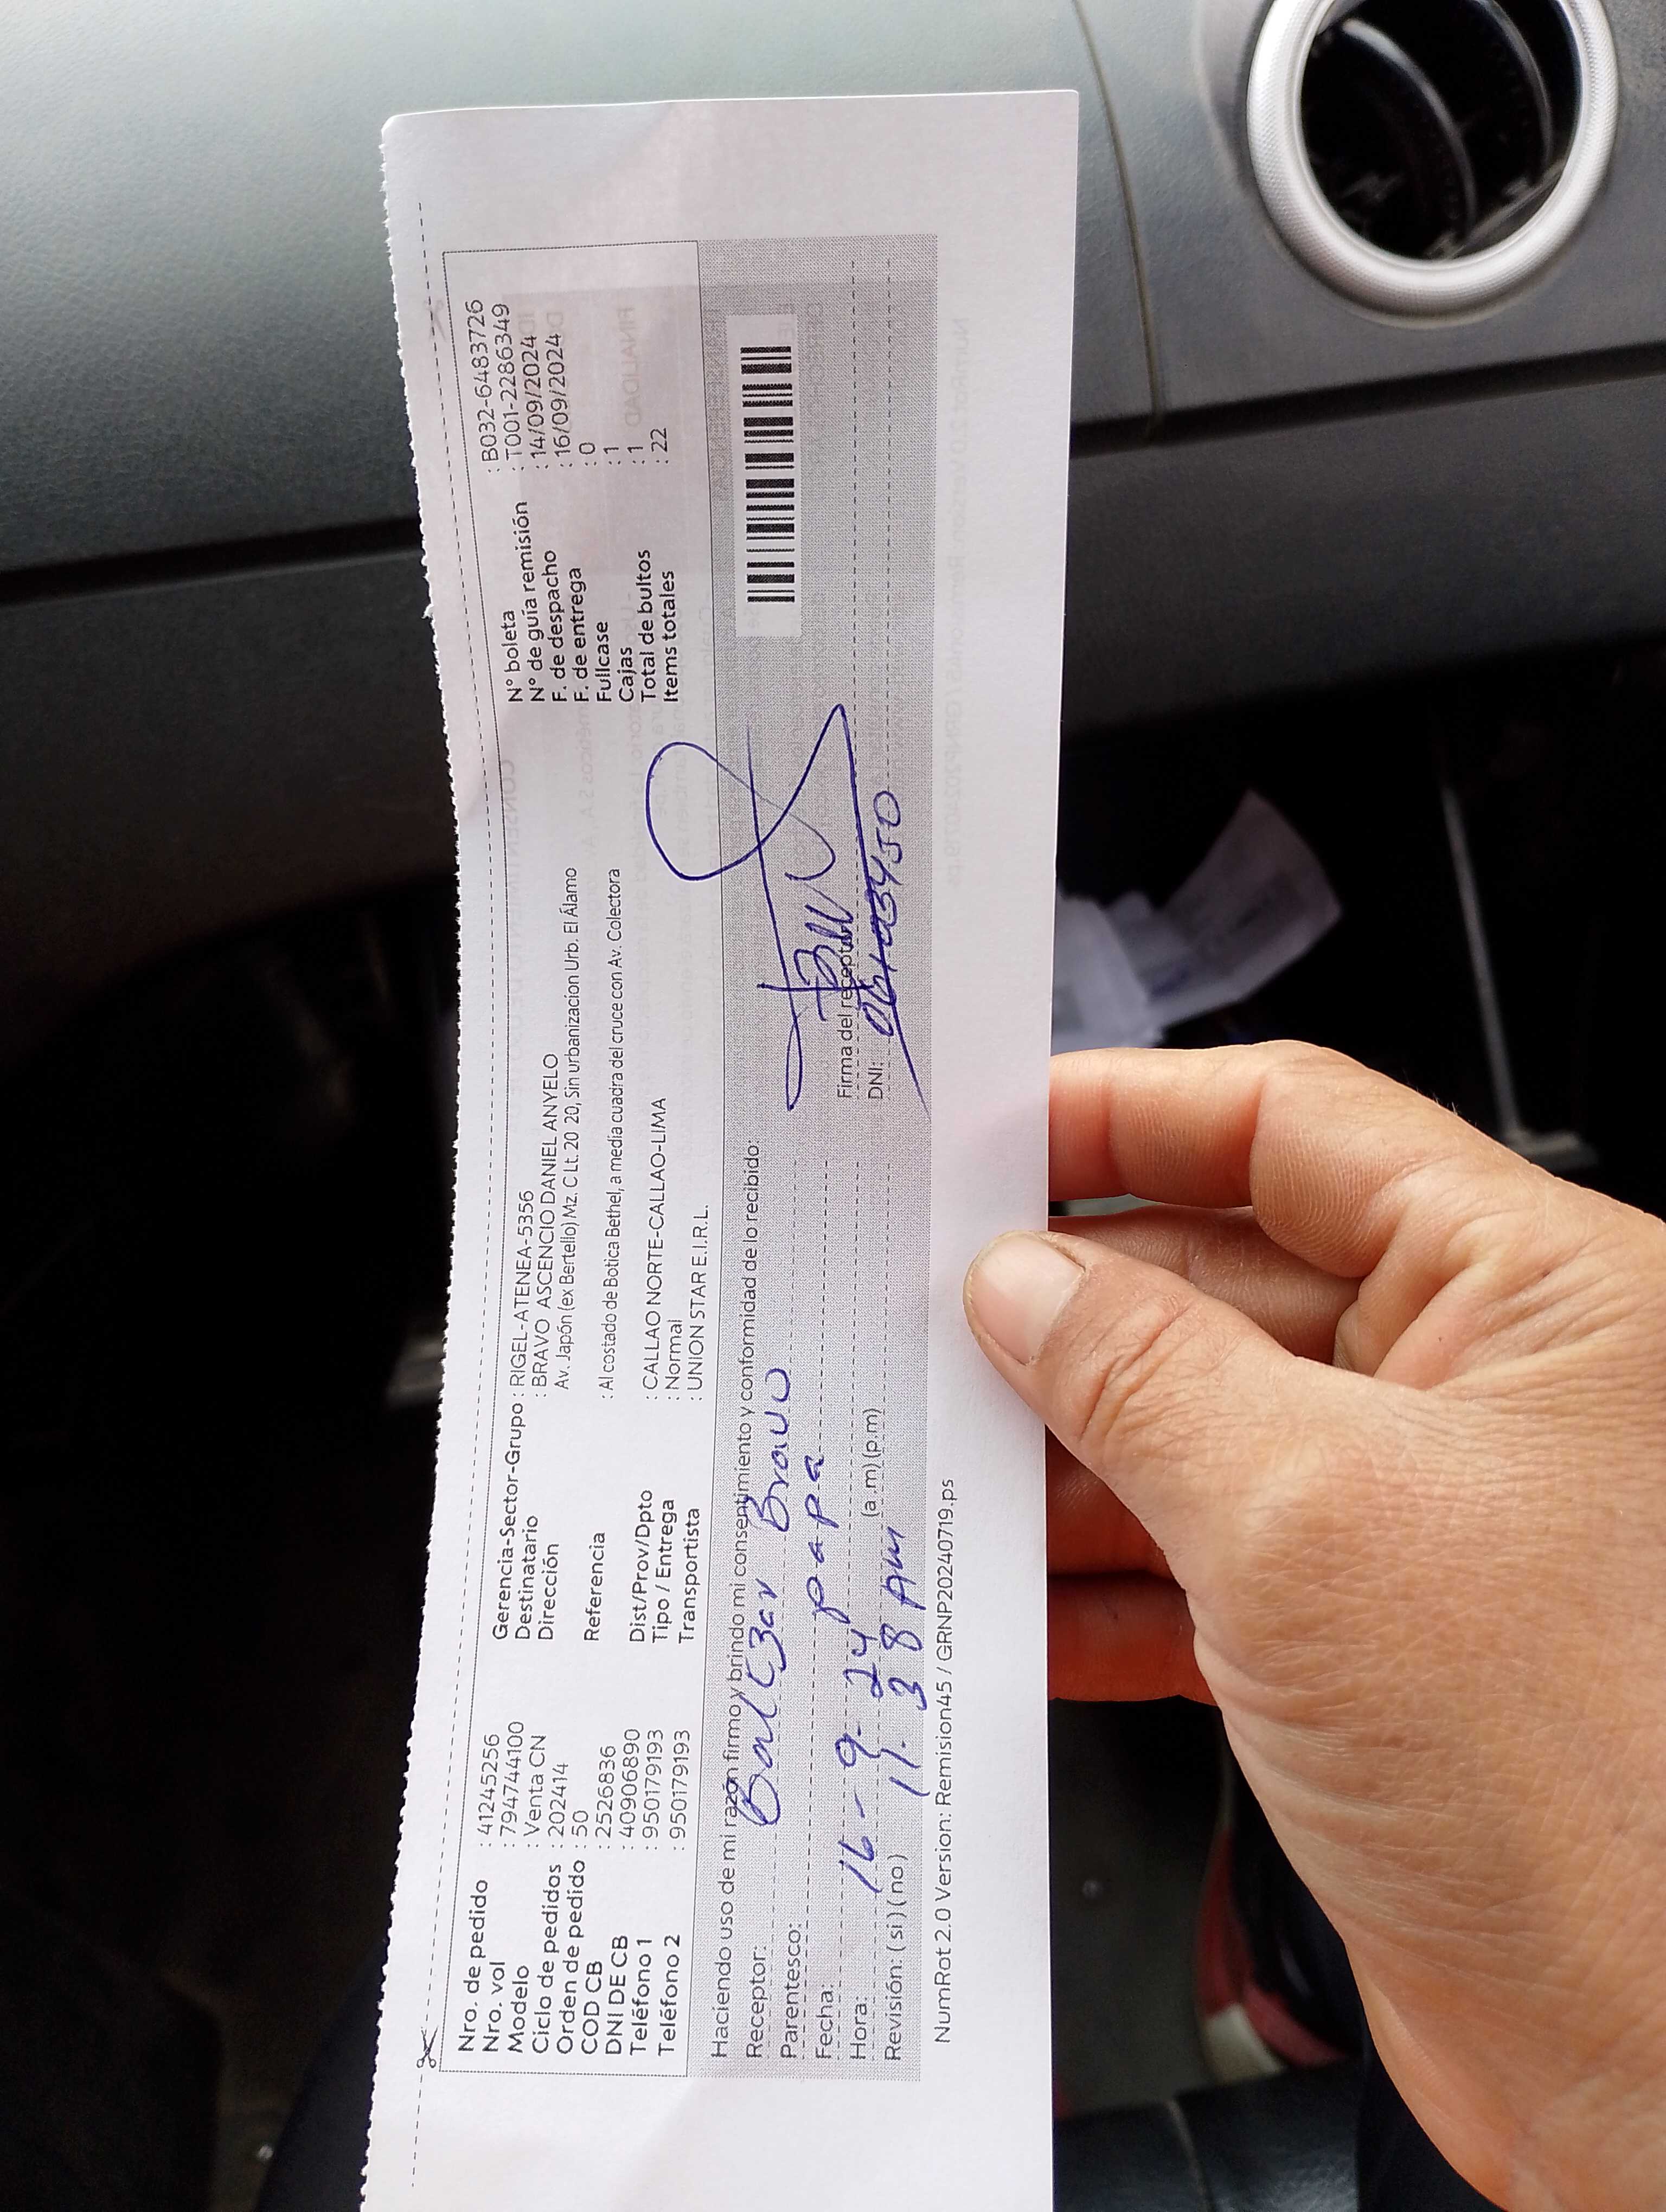 Nro. de pedido : 41245256
Nro. vol : 794744100
Modelo : Venta CN
Ciclo de pedidos : 202414
Orden de pedido : 50
COD CB : 2526836
DNI DE CB : 40906890
Teléfono 1 : 950179193
Teléfono 2 : 950179193
Gerencia-Sector-Grupo : RIGEL-ATENEA-5356
Destinatario : BRAVO ASCENCIO DANIEL ANYELO
Dirección Av. Japón (ex Bertello) Mz. C Lt. 20 20, Sin urbanizacion Urb. El Álamo
Referencia : Al costado de Botica Bethel, a media cuadra del cruce con Av. Colectora
Dist/Prov/Dpto : CALLAO NORTE-CALLAO-LIMA
Tipo / Entrega : Normal
Transportista : UNION STAR E.I.R.L.
N° boleta : B032-6483726
N° de guía remisión : T001-2286349
F. de despacho : 14/09/2024
F. de entrega : 16/09/2024
Fullcase : 0
Cajas : 1
Total de bultos : 1
Items totales : 22
Haciendo uso de mi razón firmo y brindo mi consentimiento y conformidad de lo recibido:
Receptor: Bravo
Parentesco: papa
Fecha: 16-9-24
Hora: 11.38 Am (a.m) (p.m)
Revisión: (si) (no)
Firma del receptor
DNI:
NumRot 2.0 Version: Remision45 / GRNP20240719.ps